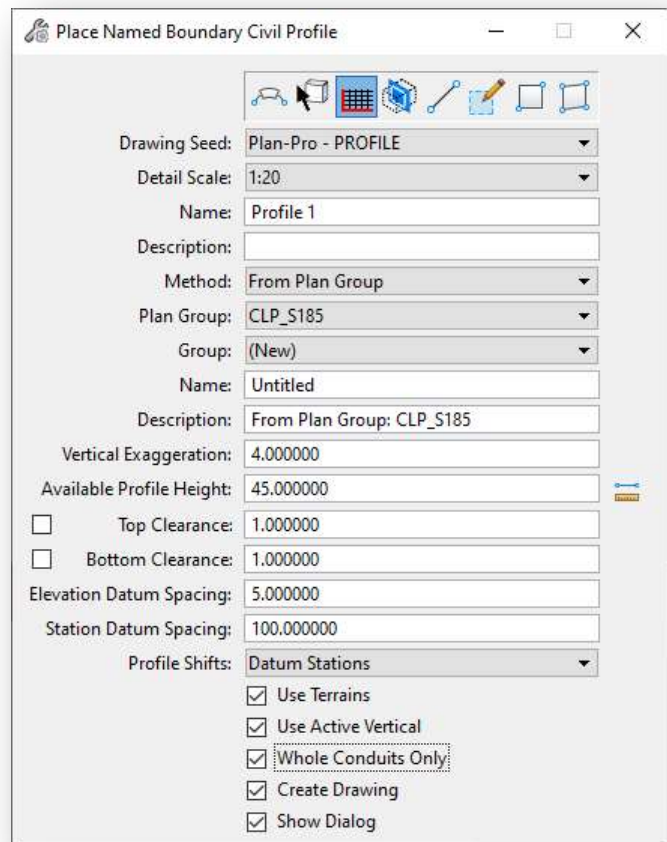 Place Named Boundary Civil Profile
Drawing Seed: Plan-Pro - PROFILE
Detail Scale: 1:20
Name: Profile 1
Description:
Method: From Plan Group
Plan Group: CLP_S185
Group: (New)
Name: Untitled
Description: From Plan Group: CLP_S185
Vertical Exaggeration: 4.000000
Available Profile Height: 45.000000
Top Clearance: 1.000000
Bottom Clearance: 1.000000
Elevation Datum Spacing: 5.000000
Station Datum Spacing: 100.000000
Profile Shifts: Datum Stations
Use Terrains
Use Active Vertical
Whole Conduits Only
Create Drawing
Show Dialog